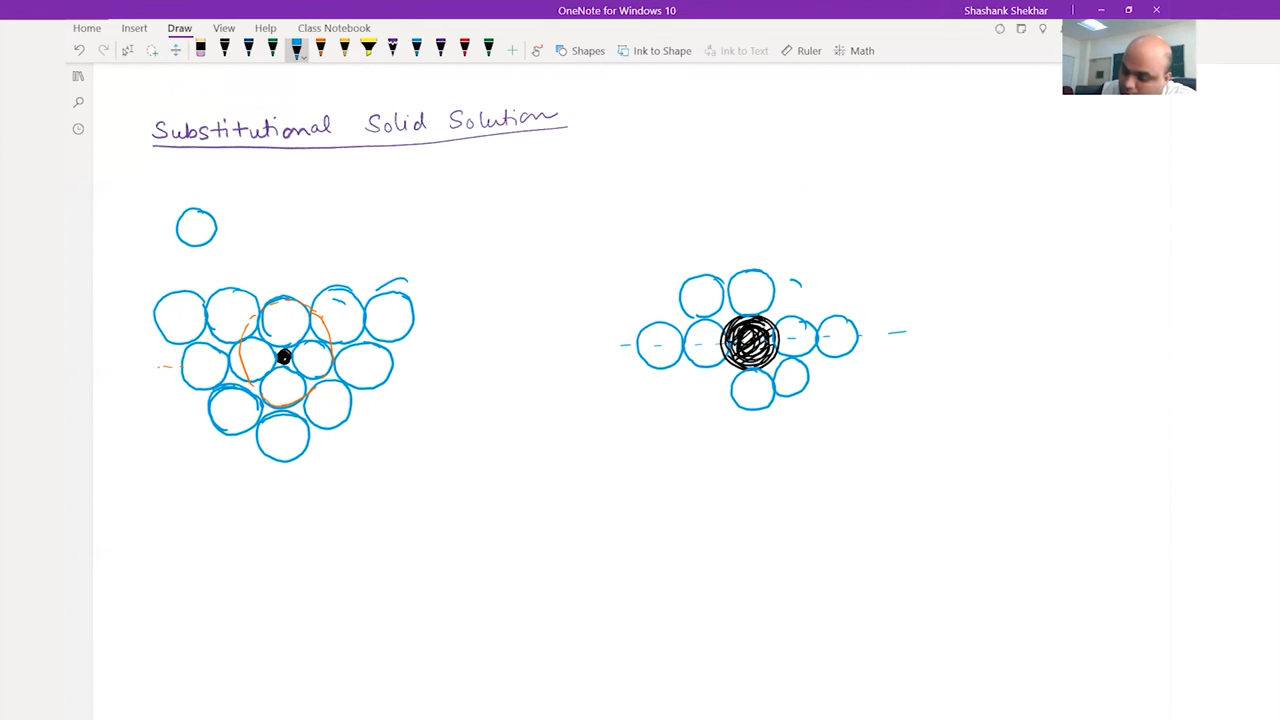 OneNote for Windows 10
Shashank Shekhar
Home Insert Draw View Help Class Notebook
Shapes Ink to Shape Ink to Text Ruler Math
Substitutional Solid Solution